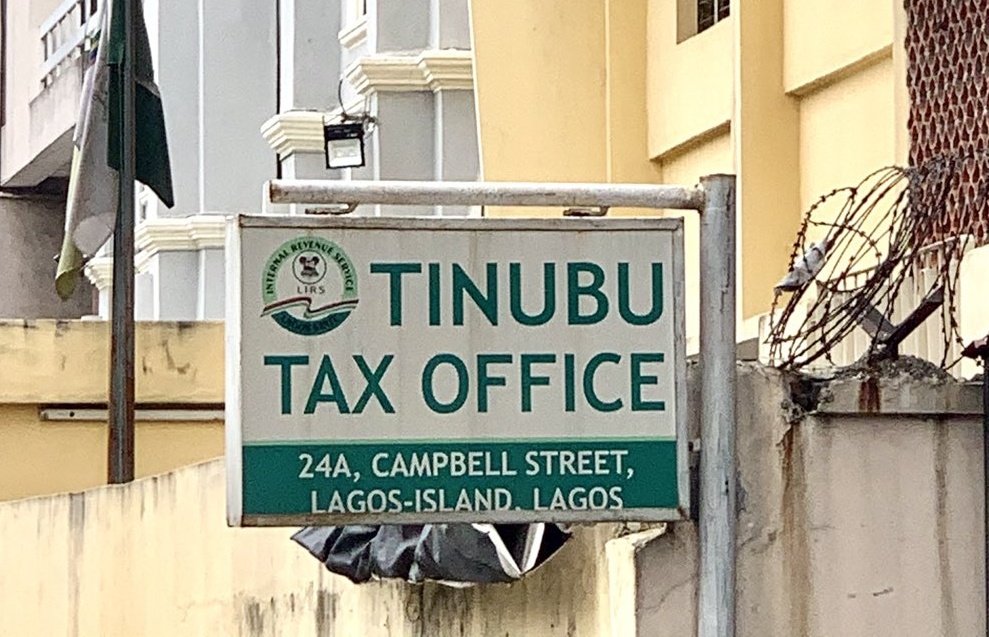 INTERNAL REVENUE SERVICE
LIRS
TINUBU
TAX OFFICE
24A, CAMPBELL STREET,
LAGOS-ISLAND, LAGOS